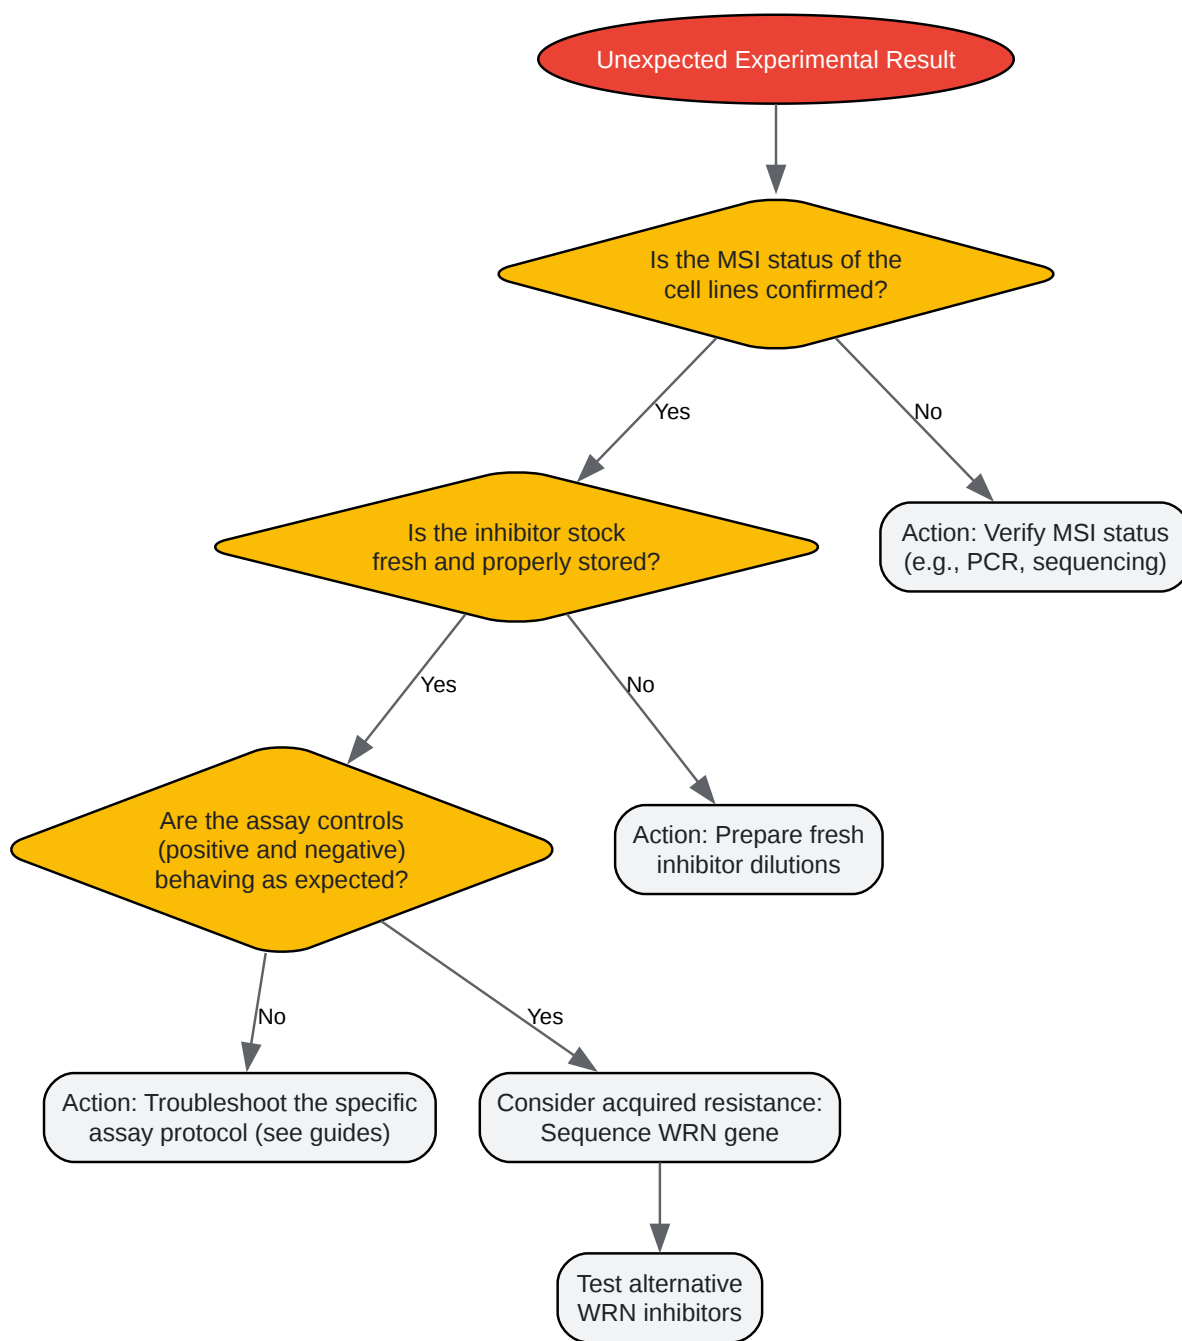 Unexpected Experimental Result
Is the MSI status of the
cell lines confirmed?
Yes
No
Is the inhibitor stock
fresh and properly stored?
Action: Verify MSI status
(e.g., PCR, sequencing)
Yes
No
Are the assay controls
(positive and negative)
behaving as expected?
Action: Prepare fresh
inhibitor dilutions
No
Yes
Action: Troubleshoot the specific
assay protocol (see guides)
Consider acquired resistance:
Sequence WRN gene
Test alternative
WRN inhibitors